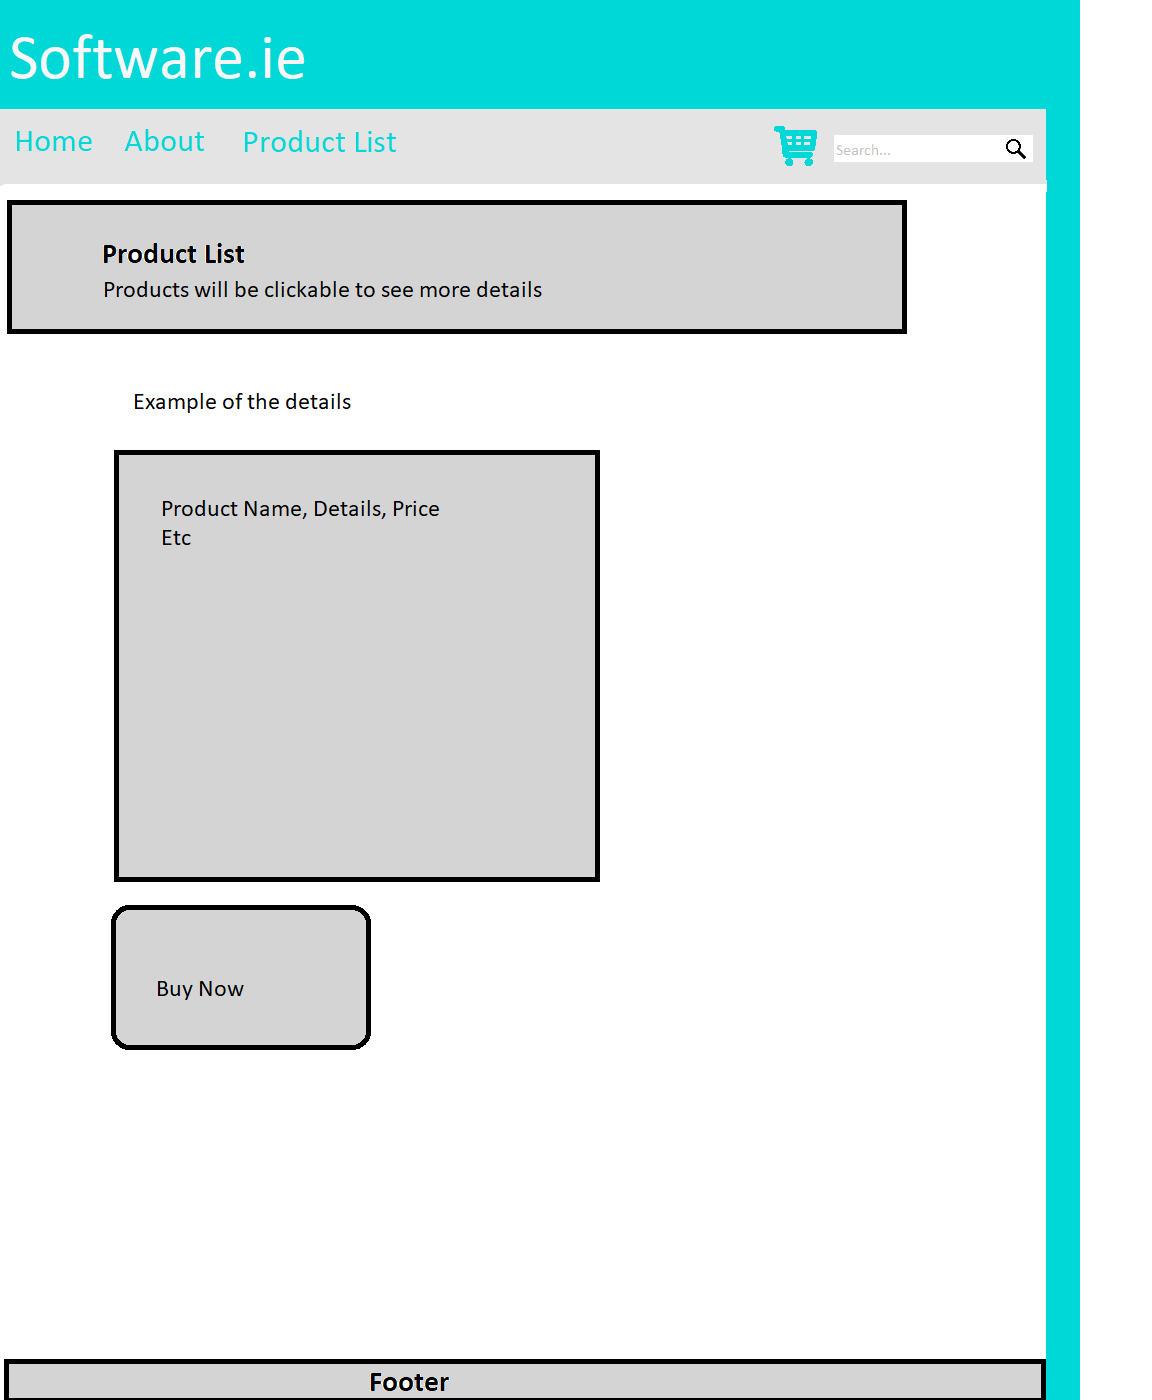 Software.ie
Home About Product List Search...
Product List
Products will be clickable to see more details
Example of the details
Product Name, Details, Price
Etc
Buy Now
Footer